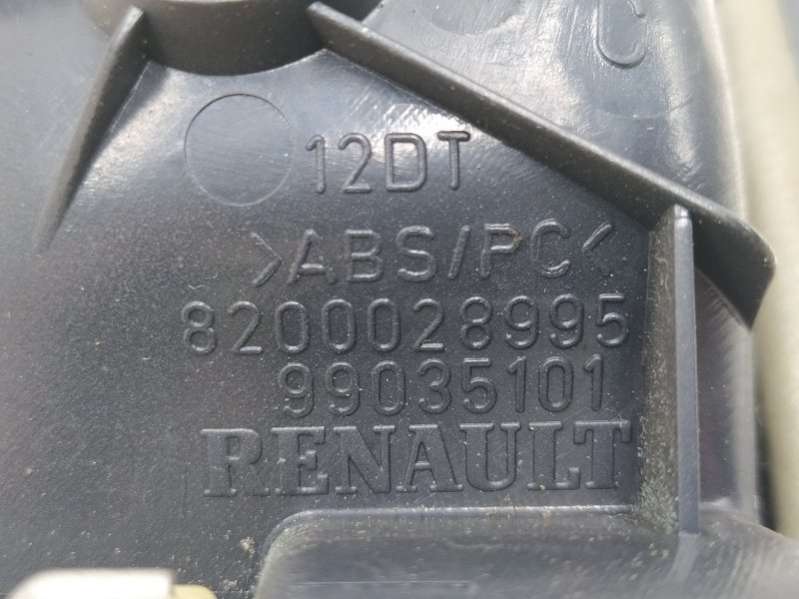 C
12DT
>ABS/PC<
8200028995
99035101
RENAULT